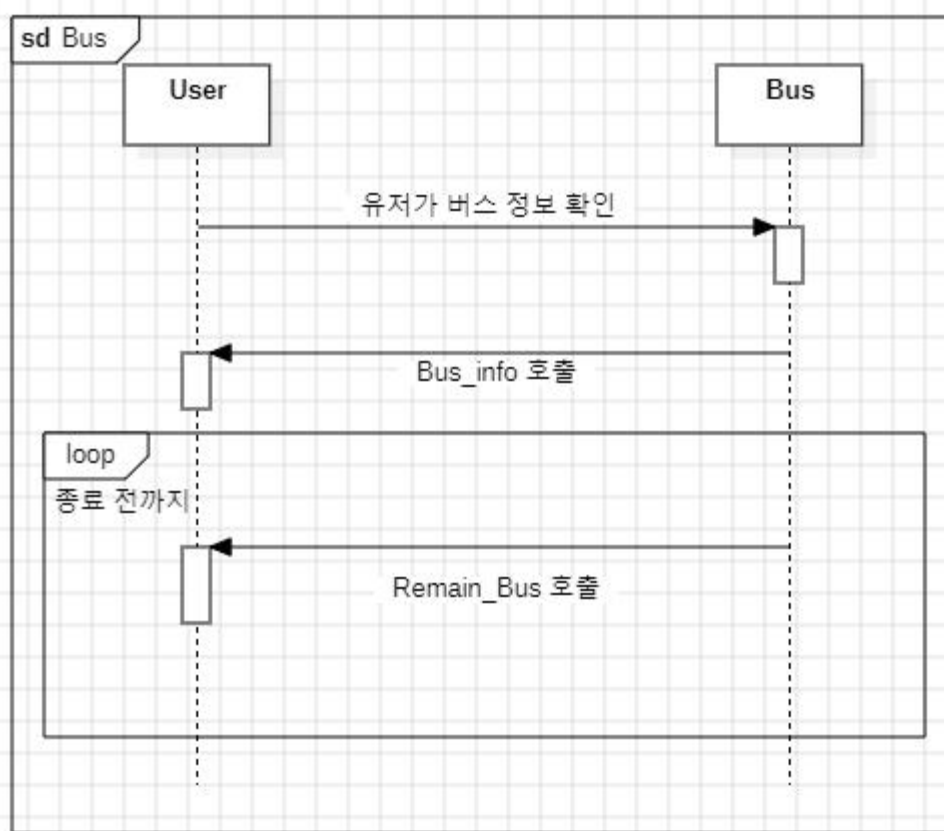 sd Bus
User
Bus
유저가 버스 정보 확인
Bus_info 호출
loop
종료 전까지
Remain_Bus 호출